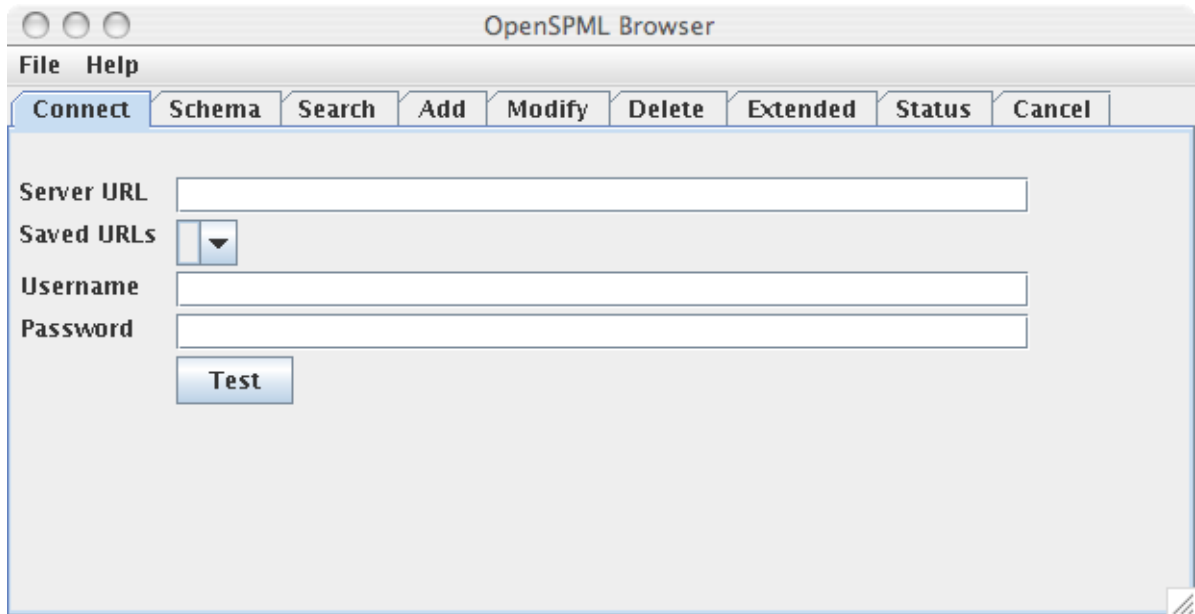 OpenSPML Browser
File Help
Connect Schema Search Add Modify Delete Extended Status Cancel
Server URL
Saved URLs
Username
Password
Test